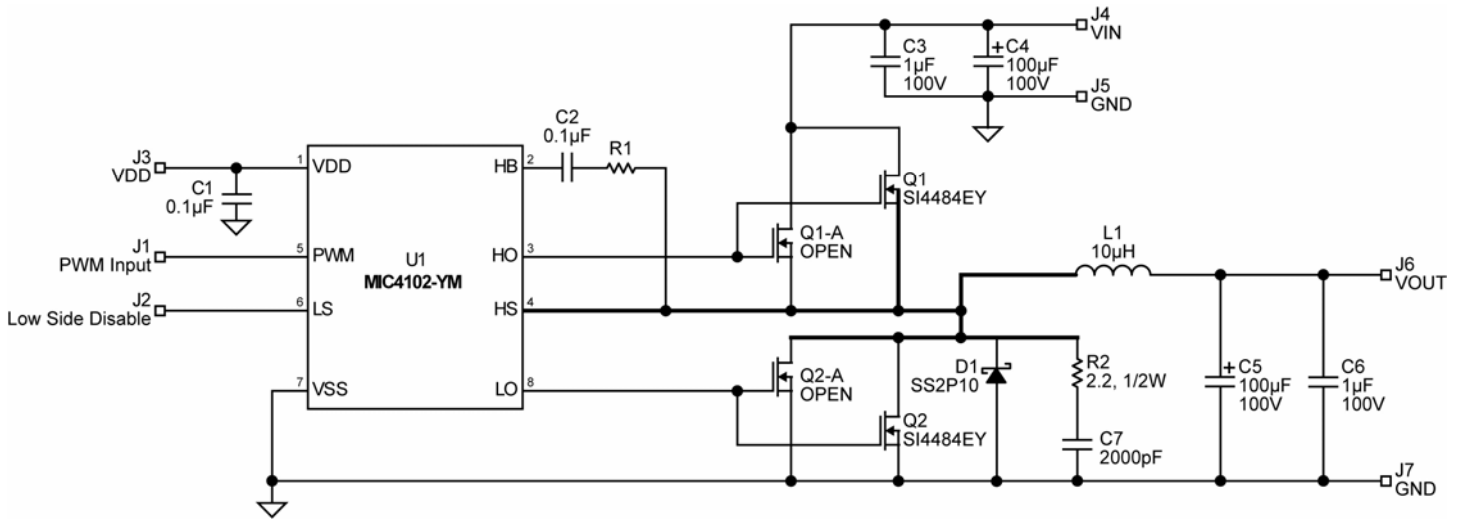 J4
VIN
C3
1µF
100V
+C4
100µF
100V
J5
GND
C2
0.1µF
R1
J3
VDD
C1
0.1µF
1
VDD
HB
2
Q1
SI4484EY
J1
PWM Input
5
PWM
U1
MIC4102-YM
HO
3
Q1-A
OPEN
L1
10µH
J6
VOUT
J2
Low Side Disable
6
LS
HS
4
7
VSS
LO
8
Q2-A
OPEN
Q2
SI4484EY
D1
SS2P10
R2
2.2, 1/2W
C7
2000pF
+C5
100µF
100V
C6
1µF
100V
J7
GND